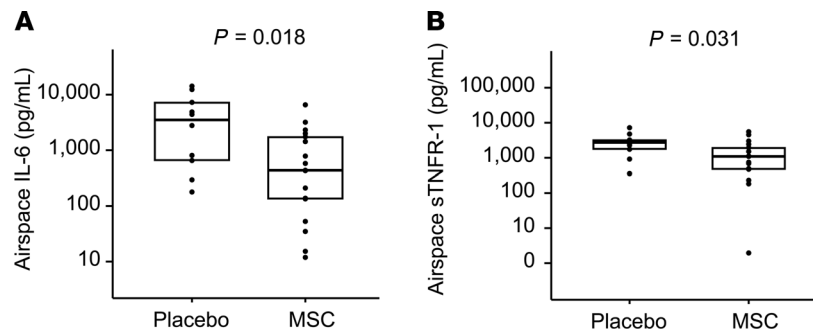 A
P = 0.018
Airspace IL-6 (pg/mL)
10,000
1,000
100
10
Placebo
MSC
B
P = 0.031
Airspace sTNFR-1 (pg/mL)
100,000
10,000
1,000
100
10
0
Placebo
MSC